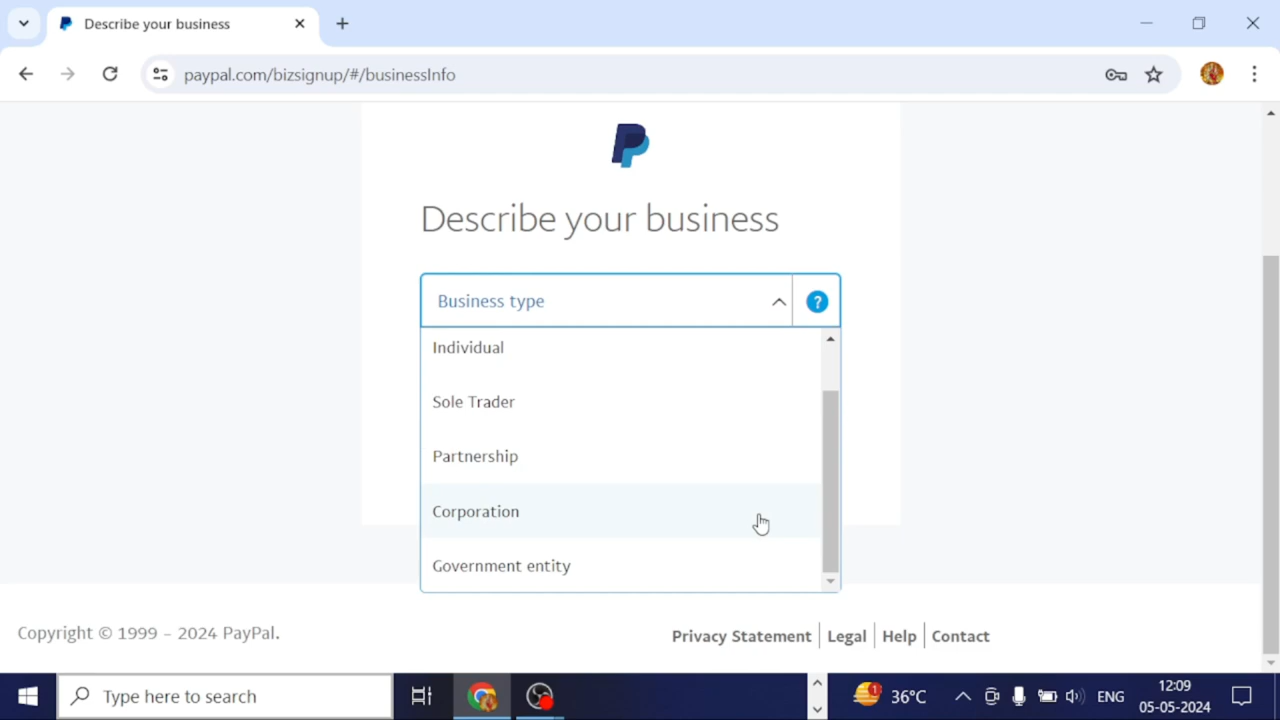 Describe your business
paypal.com/bizsignup/#/businessInfo
Describe your business
Business type
?
Individual
Sole Trader
Partnership
Corporation
Government entity
Copyright © 1999 – 2024 PayPal.
Privacy Statement Legal Help Contact
Type here to search
1
36°C
ENG
12:09
05-05-2024